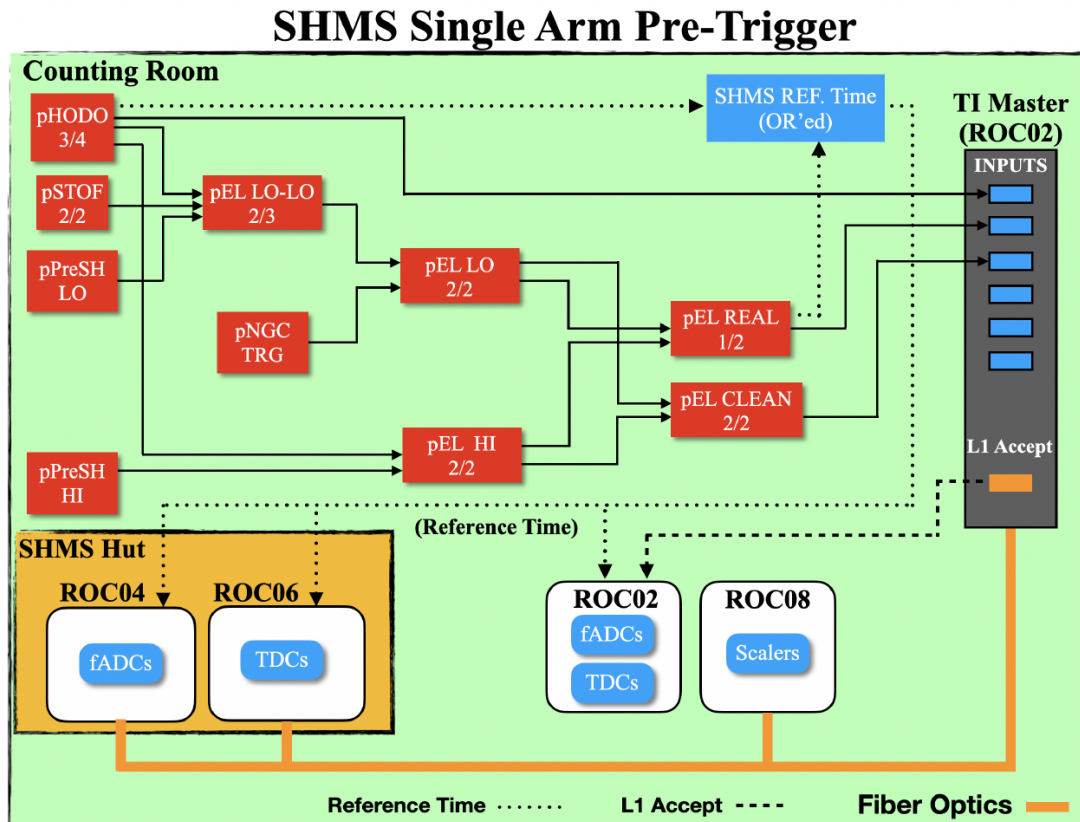 SHMS Single Arm Pre-Trigger
Counting Room
pHODO
3/4
SHMS REF. Time
(OR'ed)
TI Master
(ROC02)
INPUTS
pSTOF
2/2
pEL LO-LO
2/3
pPreSH
LO
pEL LO
2/2
pNGC
TRG
pEL REAL
1/2
pEL CLEAN
2/2
pEL HI
2/2
pPreSH
HI
L1 Accept
(Reference Time)
SHMS Hut
ROC04
fADCs
ROC06
TDCs
ROC02
fADCs
TDCs
ROC08
Scalers
Reference Time
L1 Accept
Fiber Optics